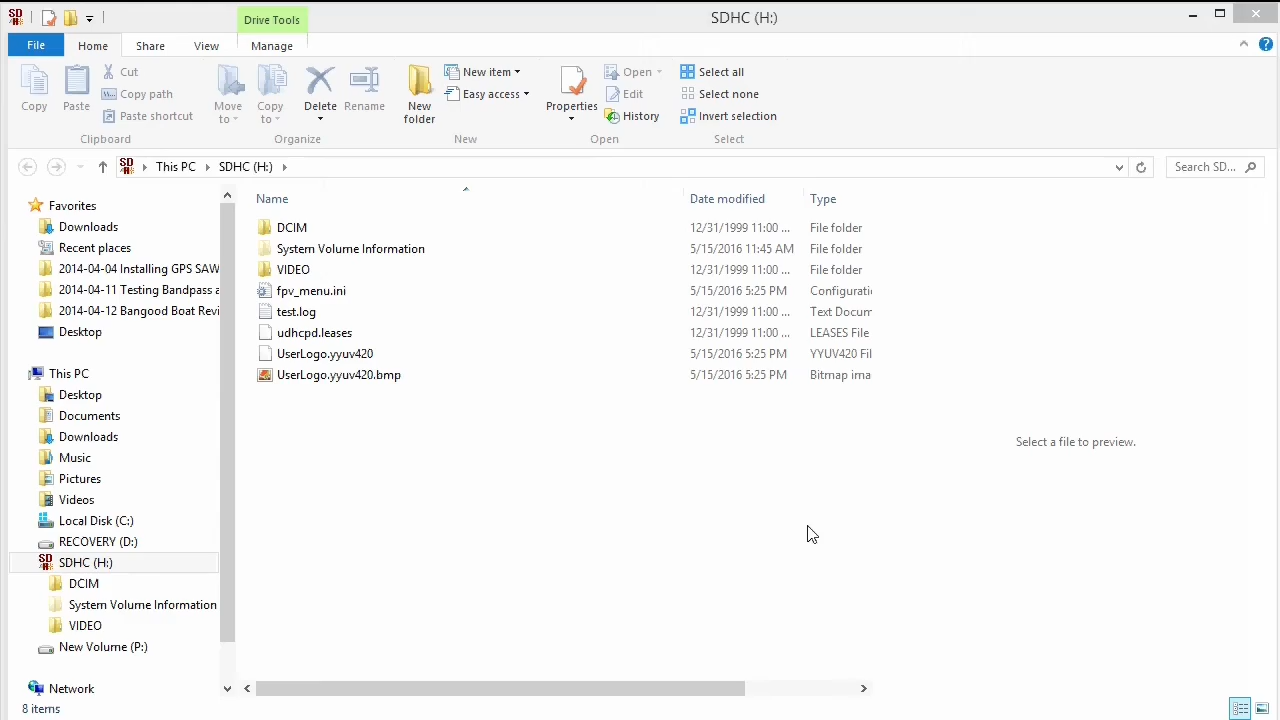 SD
SDHC (H:)
Drive Tools
File
Home
Share
View
Manage
Copy
Paste
Cut
Copy path
Paste shortcut
Clipboard
Move to
Copy to
Delete
Rename
Organize
New folder
New item
Easy access
New
Properties
Open
Edit
History
Open
Select all
Select none
Invert selection
Select
SD
This PC
SDHC (H:)
Search SD...
Name
Date modified
Type
DCIM 12/31/1999 11:00 ... File folder
System Volume Information 5/15/2016 11:45 AM File folder
VIDEO 12/31/1999 11:00 ... File folder
fpv_menu.ini 5/15/2016 5:25 PM Configurati
test.log 12/31/1999 11:00 ... Text Docum
udhcpd.leases 12/31/1999 11:00 ... LEASES File
UserLogo.yyuv420 5/15/2016 5:25 PM YYUV420 Fil
UserLogo.yyuv420.bmp 5/15/2016 5:25 PM Bitmap ima
Select a file to preview.
Favorites
Downloads
Recent places
2014-04-04 Installing GPS SAW
2014-04-11 Testing Bandpass a
2014-04-12 Bangood Boat Revi
Desktop
This PC
Desktop
Documents
Downloads
Music
Pictures
Videos
Local Disk (C:)
RECOVERY (D:)
SD
SDHC (H:)
DCIM
System Volume Information
VIDEO
New Volume (P:)
Network
8 items